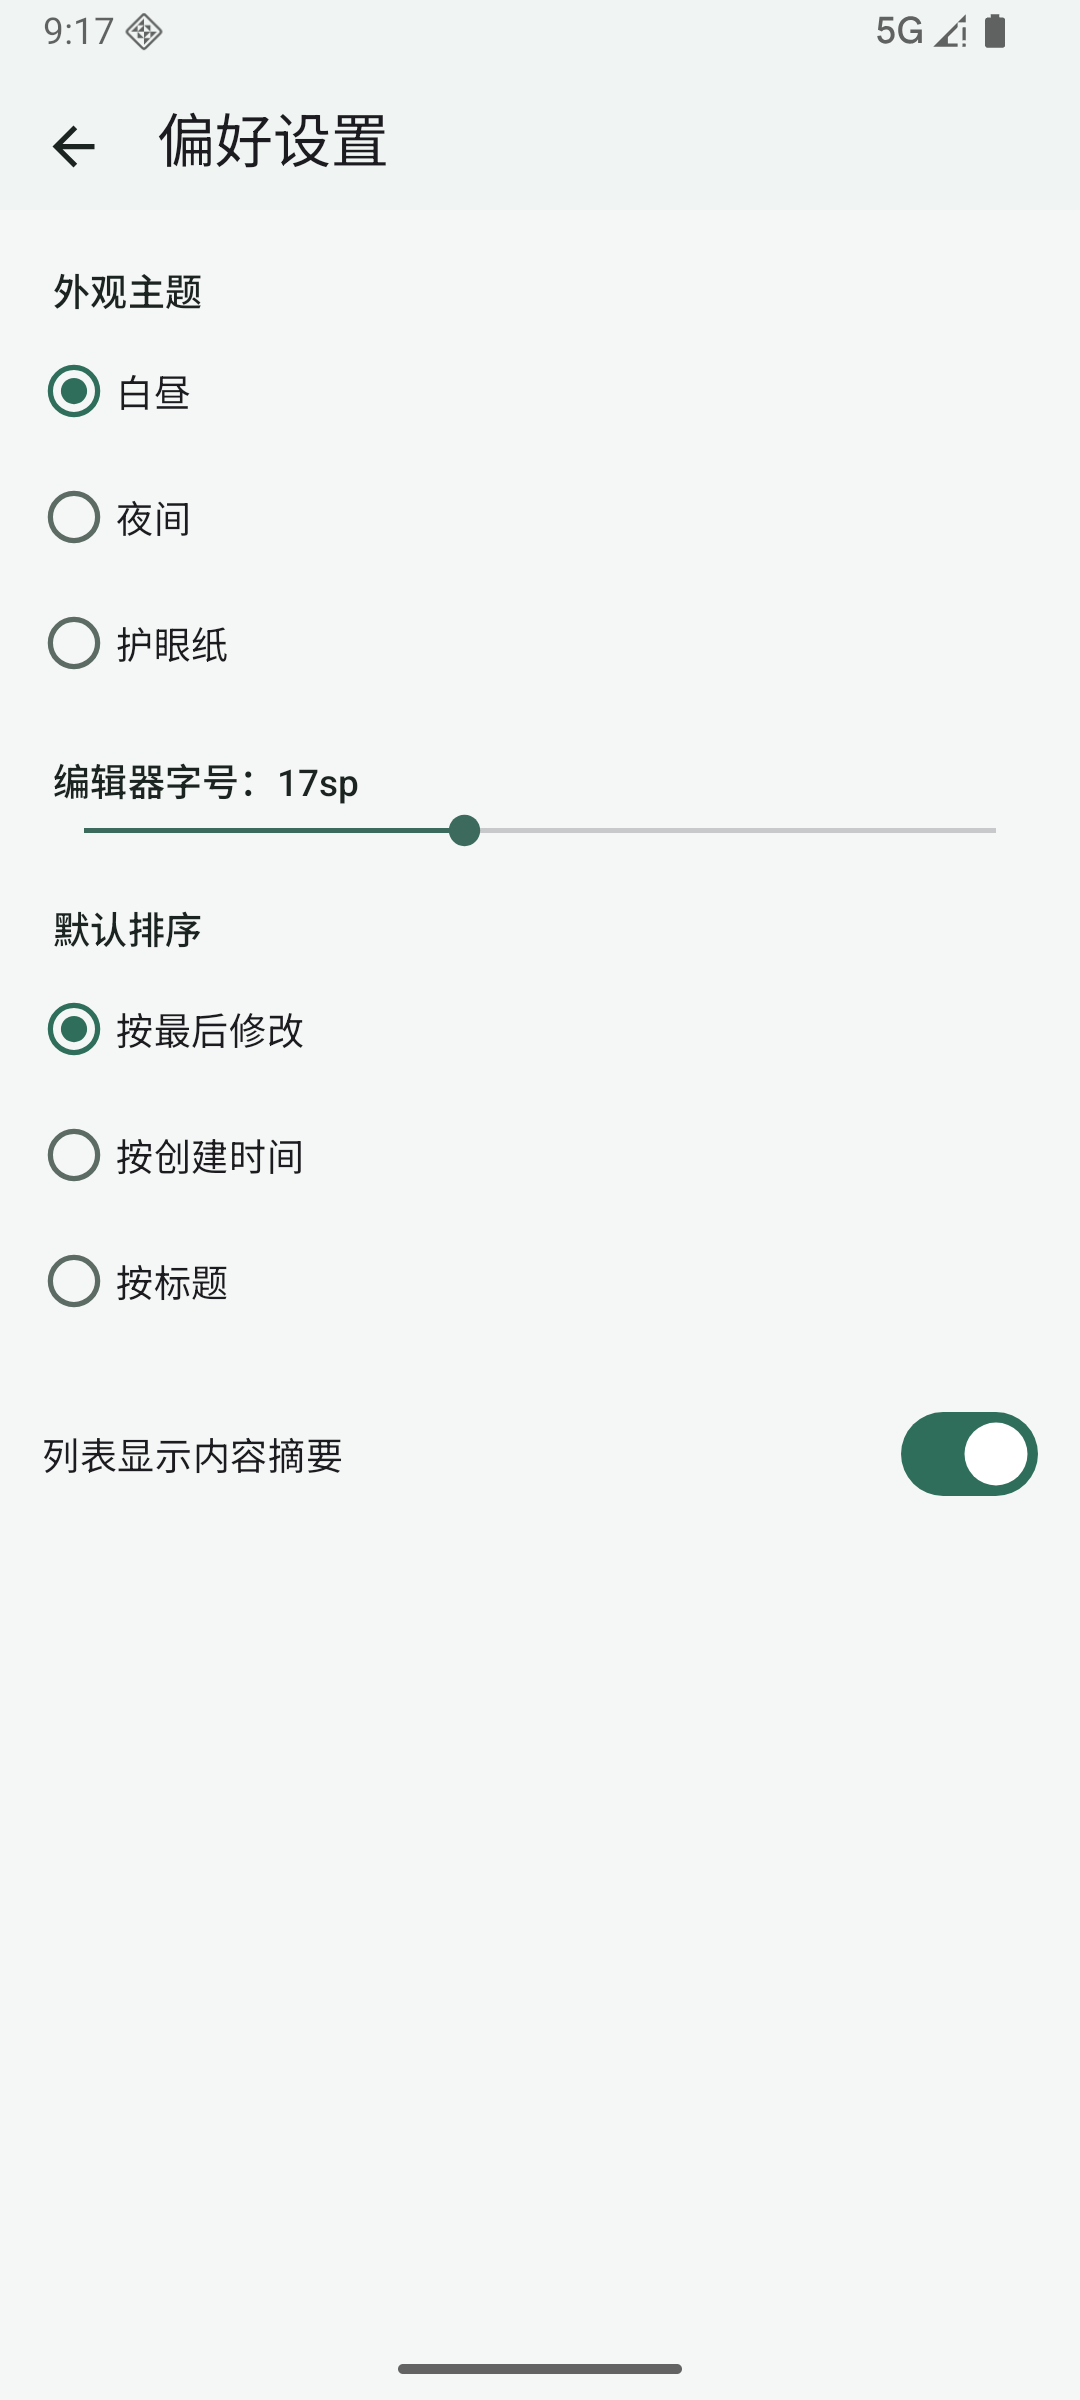 9:17
5G
偏好设置
外观主题
白昼
夜间
护眼纸
编辑器字号：17sp
默认排序
按最后修改
按创建时间
按标题
列表显示内容摘要